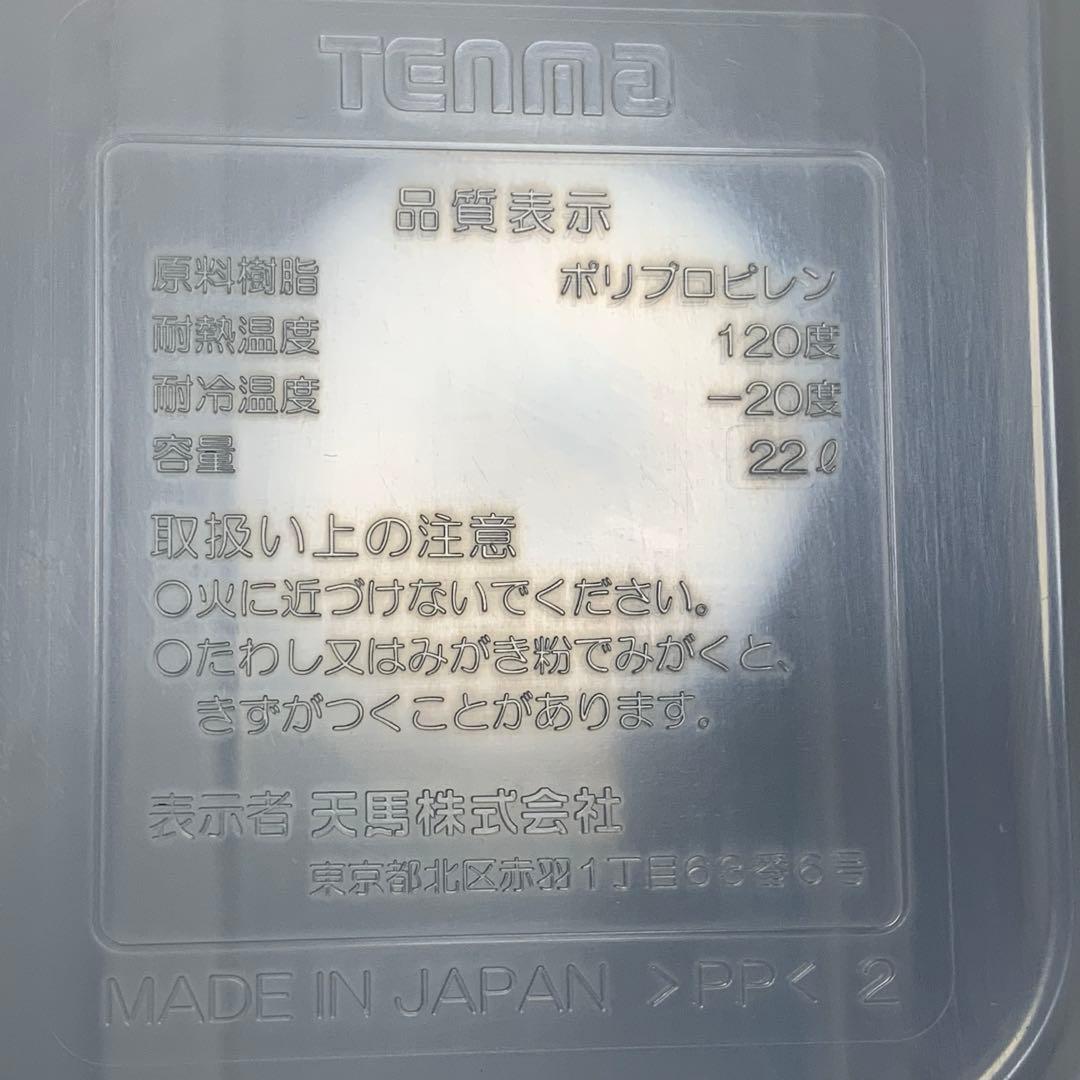 TENMA
品質表示
原料樹脂 ポリプロピレン
耐熱温度 120度
耐冷温度 −20度
容量 22ℓ
取扱い上の注意
○火に近づけないでください。
○たわし又はみがき粉でみがくと、
きずがつくことがあります。
表示者 天馬株式会社
東京都北区赤羽1丁目63番6号
MADE IN JAPAN >PP< 2